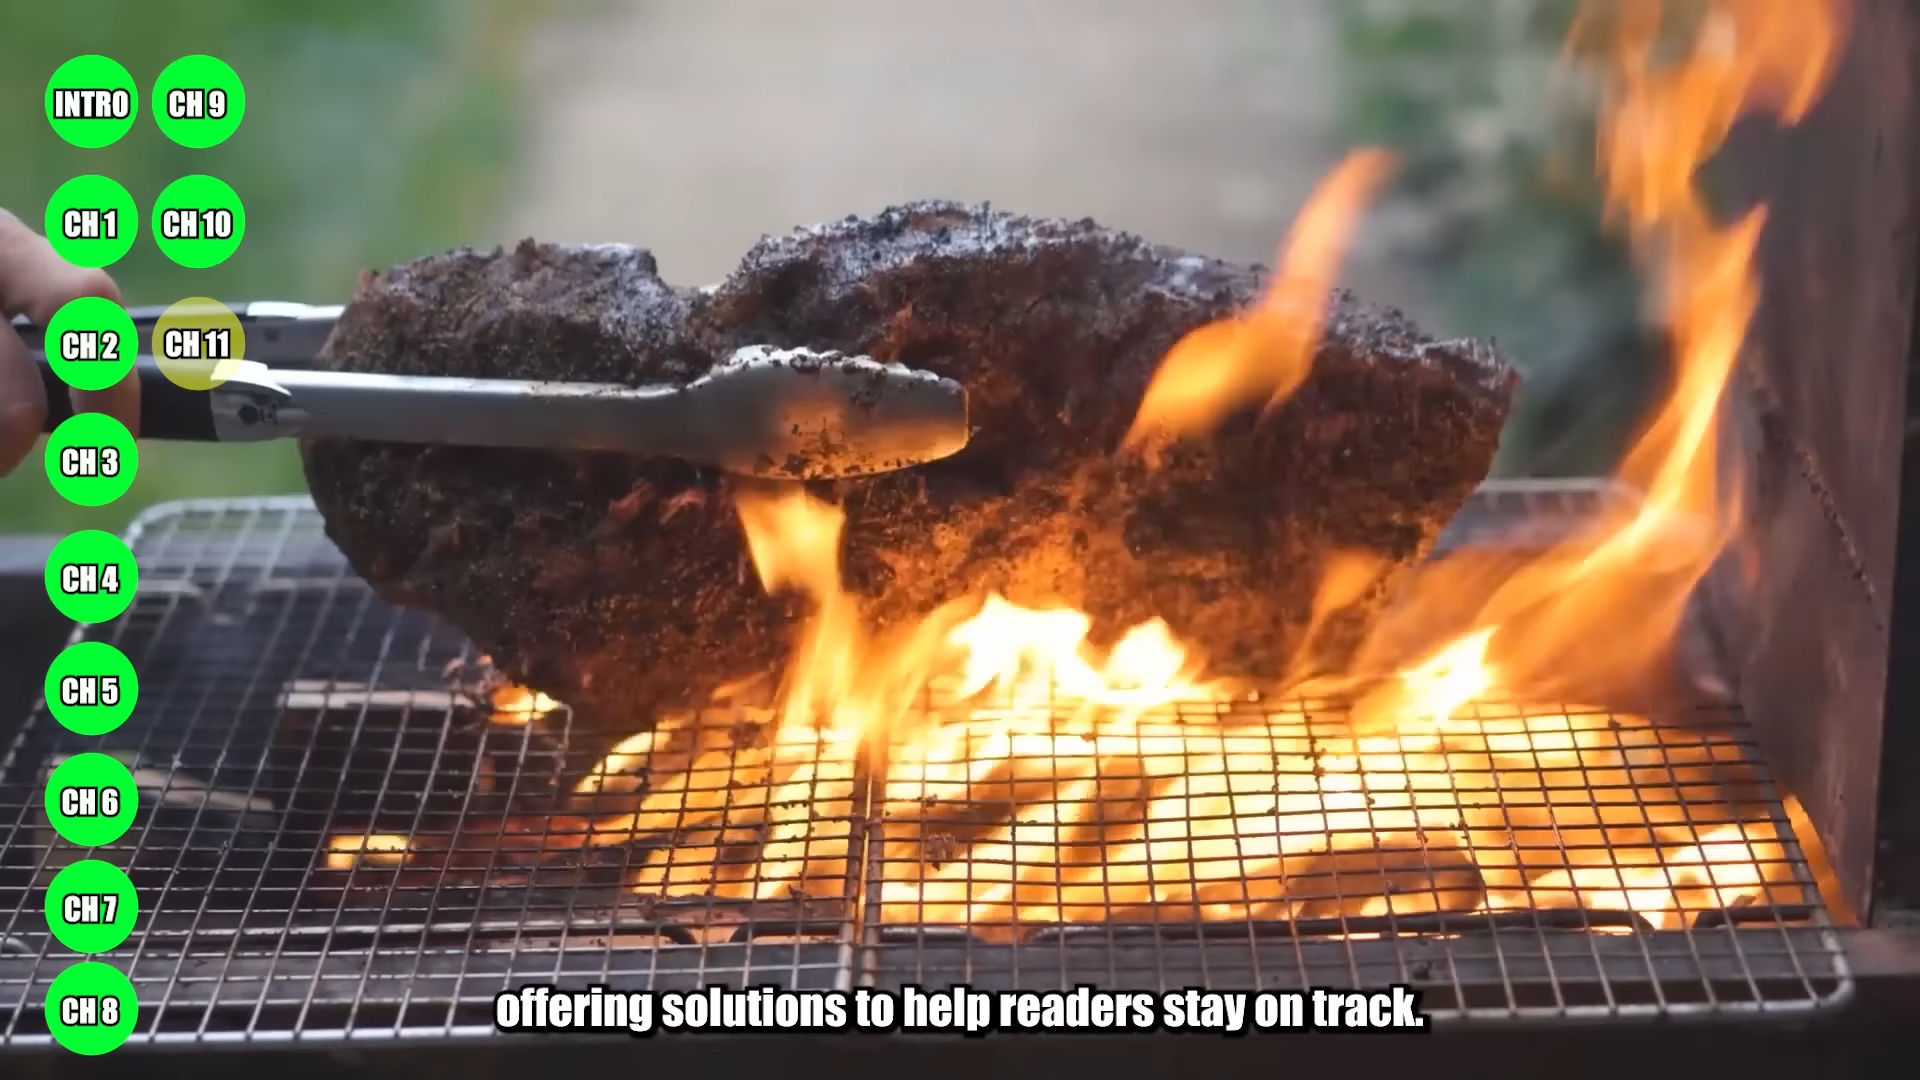 INTRO
CH 1
CH 2
CH 3
CH 4
CH 5
CH 6
CH 7
CH 8
CH 9
CH 10
CH 11
offering solutions to help readers stay on track.